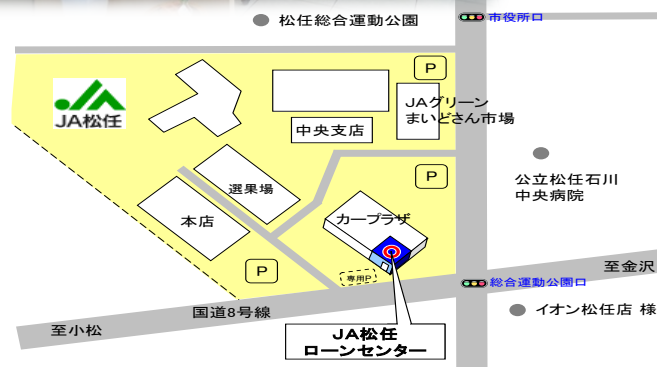 松任総合運動公園
市役所口
P
JA松任
JAグリーン
まいどさん市場
中央支店
P
公立松任石川
中央病院
選果場
本店
カープラザ
P
専用P
至金沢
総合運動公園口
国道8号線
イオン松任店 様
至小松
JA松任
ローンセンター